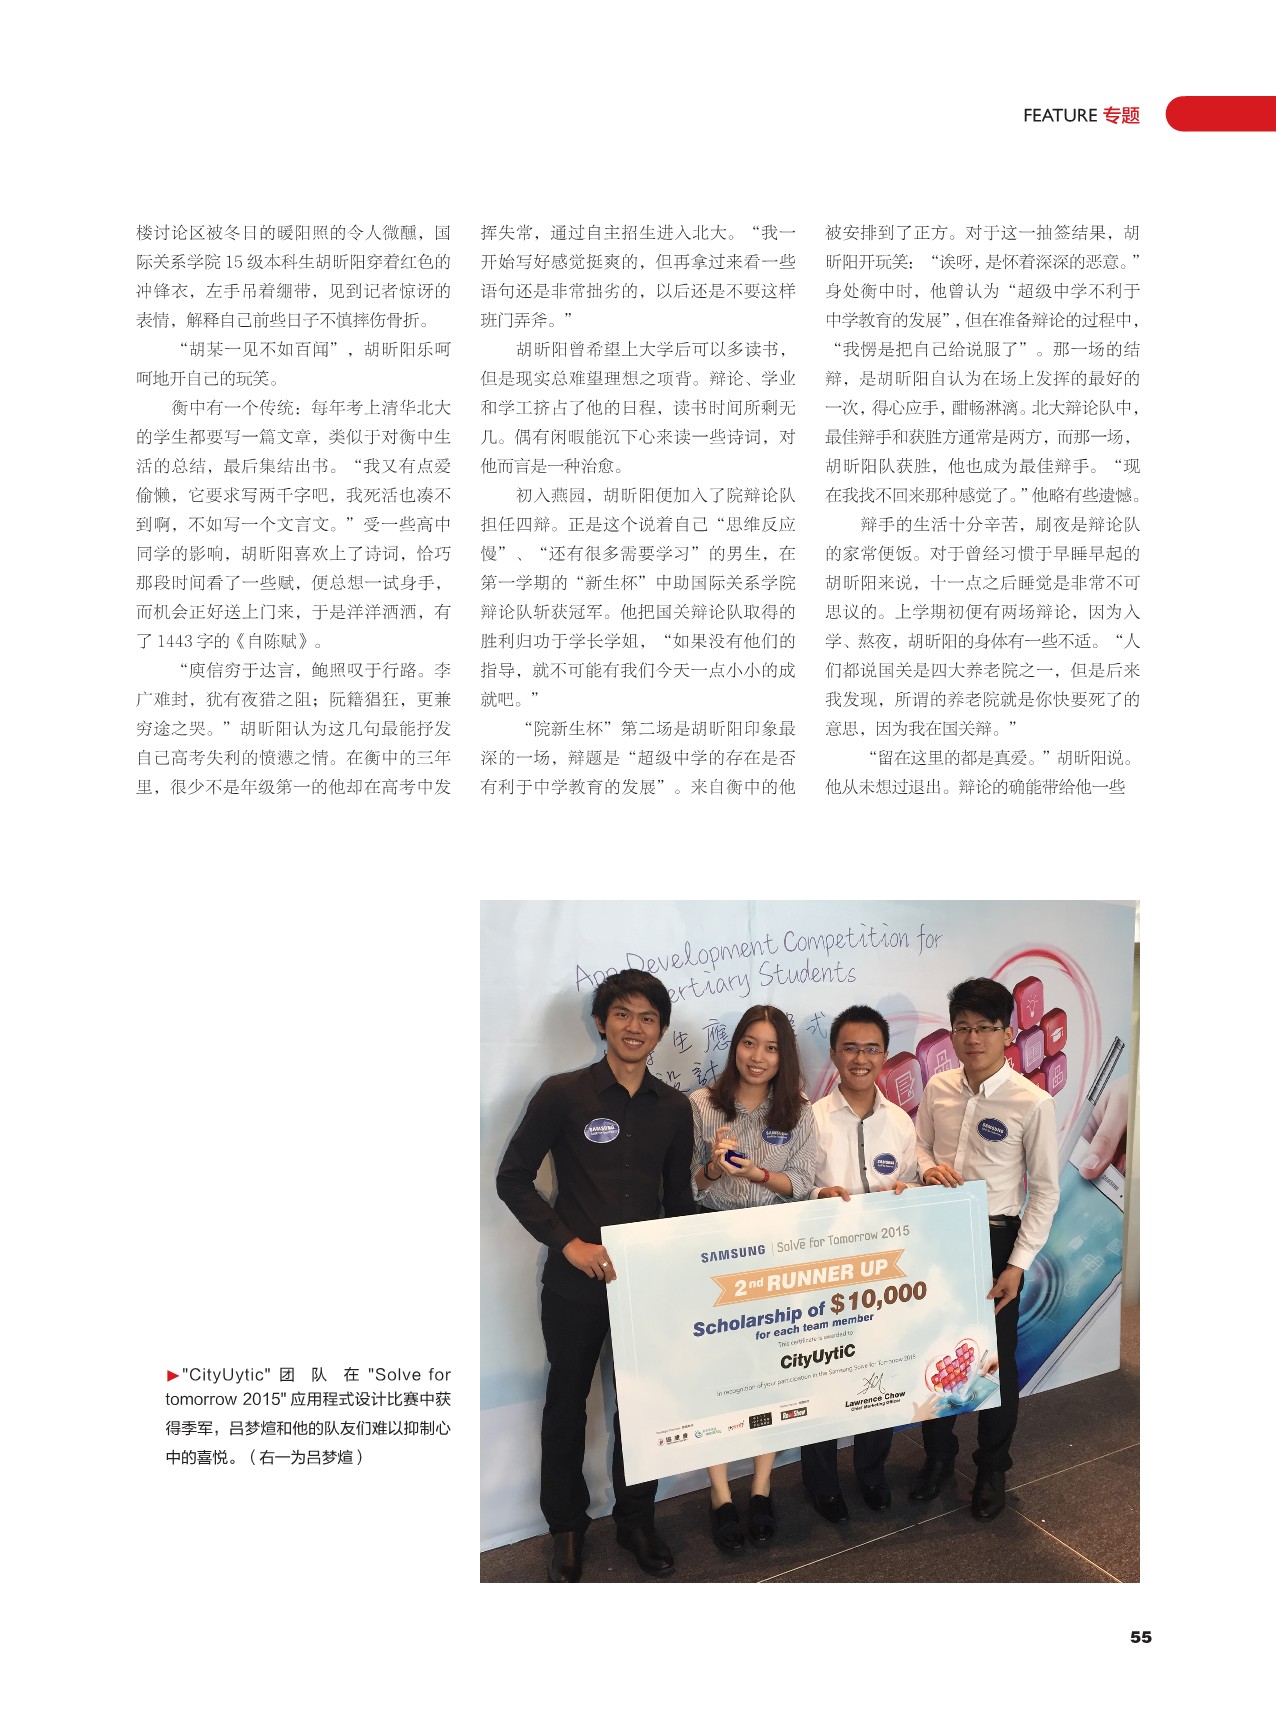 FEATURE 专题
楼讨论区被冬日的暖阳照的令人微醺，国
际关系学院 15 级本科生胡昕阳穿着红色的
冲锋衣，左手吊着绷带，见到记者惊讶的
表情，解释自己前些日子不慎摔伤骨折。
“胡某一见不如百闻”，胡昕阳乐呵
呵地开自己的玩笑。
衡中有一个传统：每年考上清华北大
的学生都要写一篇文章，类似于对衡中生
活的总结，最后集结出书。“我又有点爱
偷懒，它要求写两千字吧，我死活也凑不
到啊，不如写一个文言文。”受一些高中
同学的影响，胡昕阳喜欢上了诗词，恰巧
那段时间看了一些赋，便总想一试身手，
而机会正好送上门来，于是洋洋洒洒，有
了 1443 字的《自陈赋》。
“庾信穷于达言，鲍照叹于行路。李
广难封，犹有夜猎之阻；阮籍猖狂，更兼
穷途之哭。”胡昕阳认为这几句最能抒发
自己高考失利的愤懑之情。在衡中的三年
里，很少不是年级第一的他却在高考中发
挥失常，通过自主招生进入北大。“我一
开始写好感觉挺爽的，但再拿过来看一些
语句还是非常拙劣的，以后还是不要这样
班门弄斧。”
胡昕阳曾希望上大学后可以多读书，
但是现实总难望理想之项背。辩论、学业
和学工挤占了他的日程，读书时间所剩无
几。偶有闲暇能沉下心来读一些诗词，对
他而言是一种治愈。
初入燕园，胡昕阳便加入了院辩论队
担任四辩。正是这个说着自己“思维反应
慢”、“还有很多需要学习”的男生，在
第一学期的“新生杯”中助国际关系学院
辩论队斩获冠军。他把国关辩论队取得的
胜利归功于学长学姐，“如果没有他们的
指导，就不可能有我们今天一点小小的成
就吧。”
“院新生杯”第二场是胡昕阳印象最
深的一场，辩题是“超级中学的存在是否
有利于中学教育的发展”。来自衡中的他
被安排到了正方。对于这一抽签结果，胡
昕阳开玩笑：“诶呀，是怀着深深的恶意。”
身处衡中时，他曾认为“超级中学不利于
中学教育的发展”，但在准备辩论的过程中，
“我愣是把自己给说服了”。那一场的结
辩，是胡昕阳自认为在场上发挥的最好的
一次，得心应手，酣畅淋漓。北大辩论队中，
最佳辩手和获胜方通常是两方，而那一场，
胡昕阳队获胜，他也成为最佳辩手。“现
在我找不回来那种感觉了。”他略有些遗憾。
辩手的生活十分辛苦，刷夜是辩论队
的家常便饭。对于曾经习惯于早睡早起的
胡昕阳来说，十一点之后睡觉是非常不可
思议的。上学期初便有两场辩论，因为入
学、熬夜，胡昕阳的身体有一些不适。“人
们都说国关是四大养老院之一，但是后来
我发现，所谓的养老院就是你快要死了的
意思，因为我在国关辩。”
“留在这里的都是真爱。”胡昕阳说。
他从未想过退出。辩论的确能带给他一些
App Development Competition for
ertiary Students
生 應 式
設 計
SAMSUNG
SAMSUNG
SAMSUNG
SAMSUNG
SAMSUNG | Solve for Tomorrow 2015
2nd RUNNER UP
Scholarship of $10,000
for each team member
This certificate is awarded to
CityUytiC
In recognition of your participation in the Samsung Solve for Tomorrow 2015
Lawrence Chow
Chief Marketing Officer
RoadShow
▶"CityUytic" 团 队 在 "Solve for
tomorrow 2015" 应用程式设计比赛中获
得季军，吕梦煊和他的队友们难以抑制心
中的喜悦。（右一为吕梦煊）
55